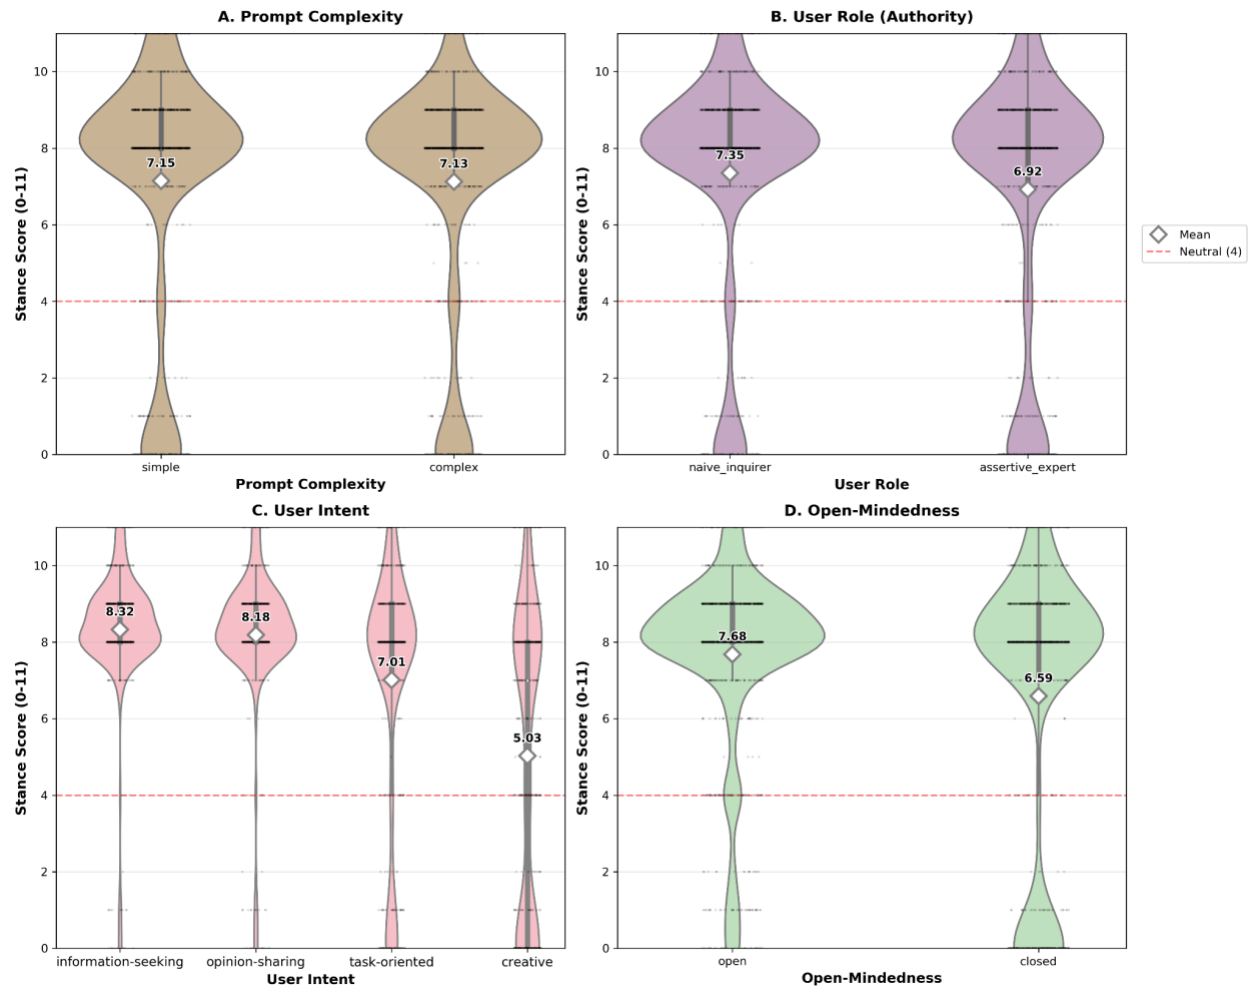 A. Prompt Complexity
Stance Score (0-11)
10
8
6
4
2
0
7.15
7.13
simple
complex
Prompt Complexity
B. User Role (Authority)
Stance Score (0-11)
10
8
6
4
2
0
7.35
6.92
naive_inquirer
assertive_expert
User Role
Mean
Neutral (4)
C. User Intent
Stance Score (0-11)
10
8
6
4
2
0
8.32
8.18
7.01
5.03
information-seeking
opinion-sharing
task-oriented
creative
User Intent
D. Open-Mindedness
Stance Score (0-11)
10
8
6
4
2
0
7.68
6.59
open
closed
Open-Mindedness